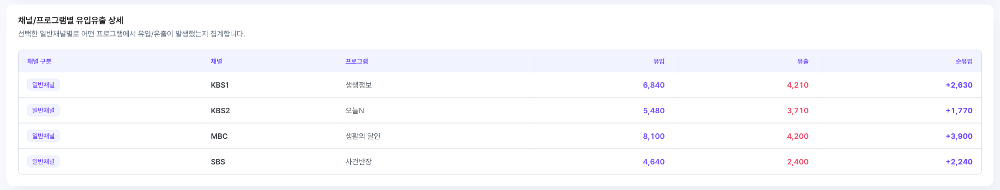 채널/프로그램별 유입유출 상세
선택한 일반채널별로 어떤 프로그램에서 유입/유출이 발생했는지 집계합니다.
채널 구분 채널 프로그램 유입 유출 순유입
일반채널 KBS1 생생정보 6,840 4,210 +2,630
일반채널 KBS2 오늘N 5,480 3,710 +1,770
일반채널 MBC 생활의 달인 8,100 4,200 +3,900
일반채널 SBS 사건반장 4,640 2,400 +2,240